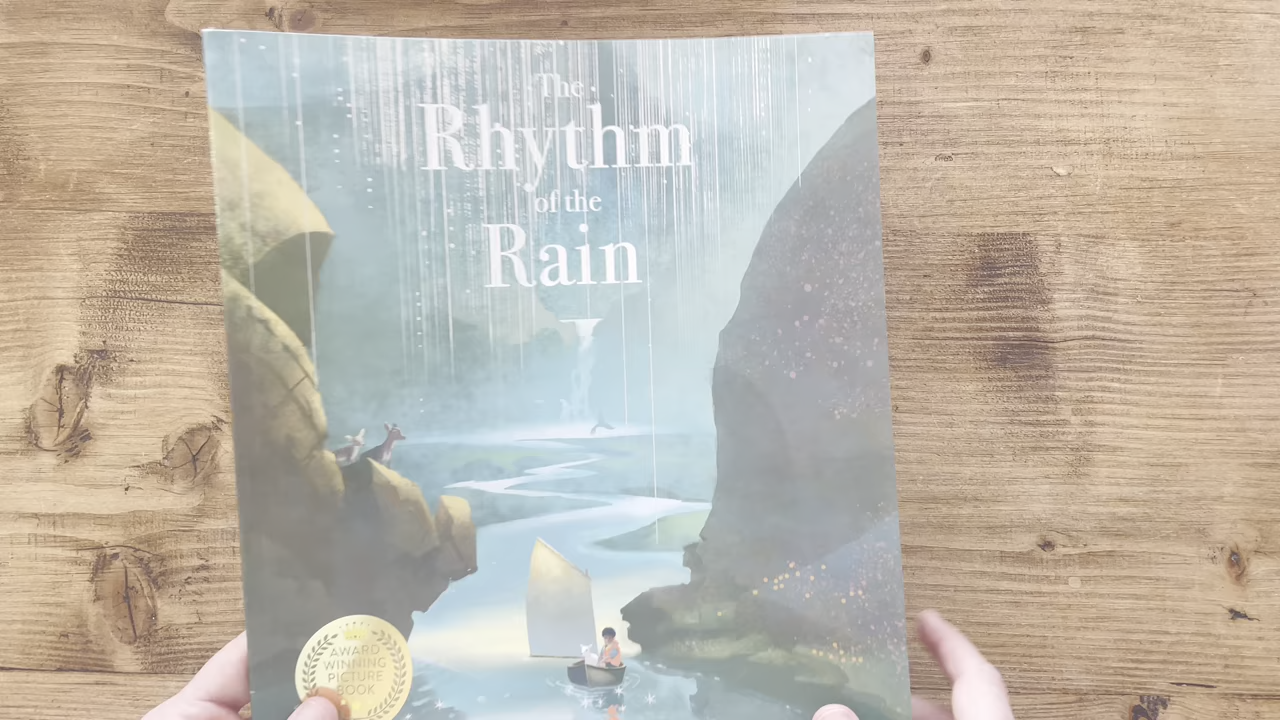 The
Rhythm
of the
Rain
AWARD
WINNING
PICTURE
BOOK